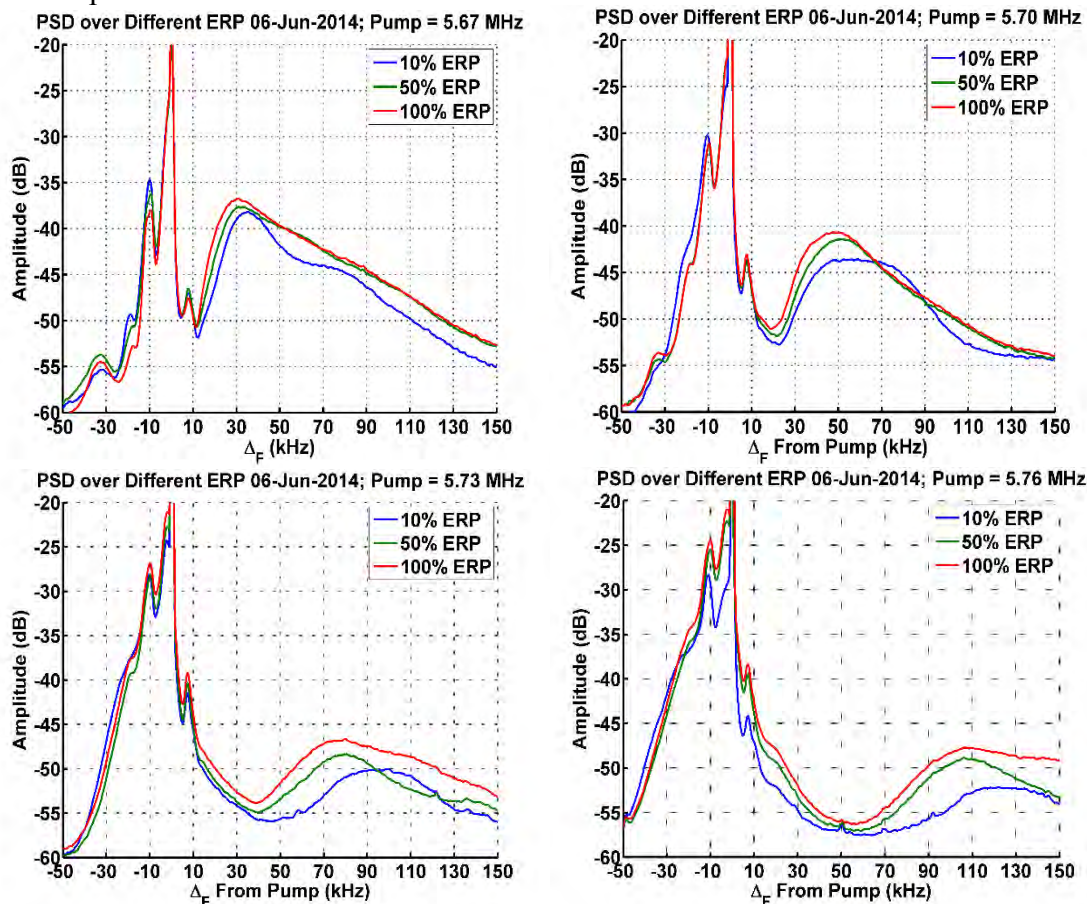 PSD over Different ERP 06-Jun-2014; Pump = 5.67 MHz
-20
-25
-30
-35
-40
-45
-50
-55
-60
Amplitude (dB)
10% ERP
50% ERP
100% ERP
-50 -30 -10 10 30 50 70 90 110 130 150
Δ_F (kHz)
PSD over Different ERP 06-Jun-2014; Pump = 5.70 MHz
-20
-25
-30
-35
-40
-45
-50
-55
-60
Amplitude (dB)
10% ERP
50% ERP
100% ERP
-50 -30 -10 10 30 50 70 90 110 130 150
Δ_F From Pump (kHz)
PSD over Different ERP 06-Jun-2014; Pump = 5.73 MHz
-20
-25
-30
-35
-40
-45
-50
-55
-60
Amplitude (dB)
10% ERP
50% ERP
100% ERP
-50 -30 -10 10 30 50 70 90 110 130 150
Δ_F From Pump (kHz)
PSD over Different ERP 06-Jun-2014; Pump = 5.76 MHz
-20
-25
-30
-35
-40
-45
-50
-55
-60
Amplitude (dB)
10% ERP
50% ERP
100% ERP
-50 -30 -10 10 30 50 70 90 110 130 150
Δ_F From Pump (kHz)